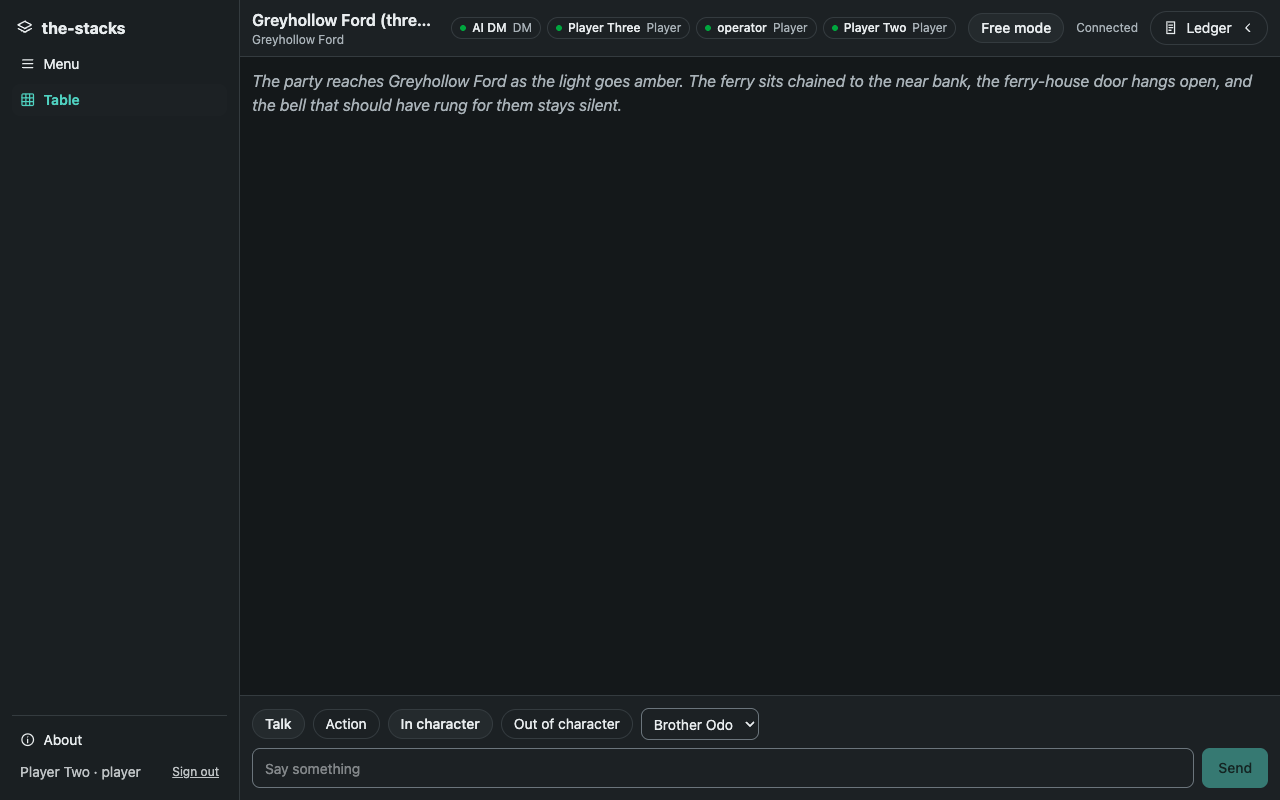 the-stacks
Menu
Table
About
Player Two · player
Sign out
Greyhollow Ford (thre...
Greyhollow Ford
AI DM DM
Player Three Player
operator Player
Player Two Player
Free mode
Connected
Ledger
The party reaches Greyhollow Ford as the light goes amber. The ferry sits chained to the near bank, the ferry-house door hangs open, and
the bell that should have rung for them stays silent.
Talk
Action
In character
Out of character
Brother Odo
Say something
Send